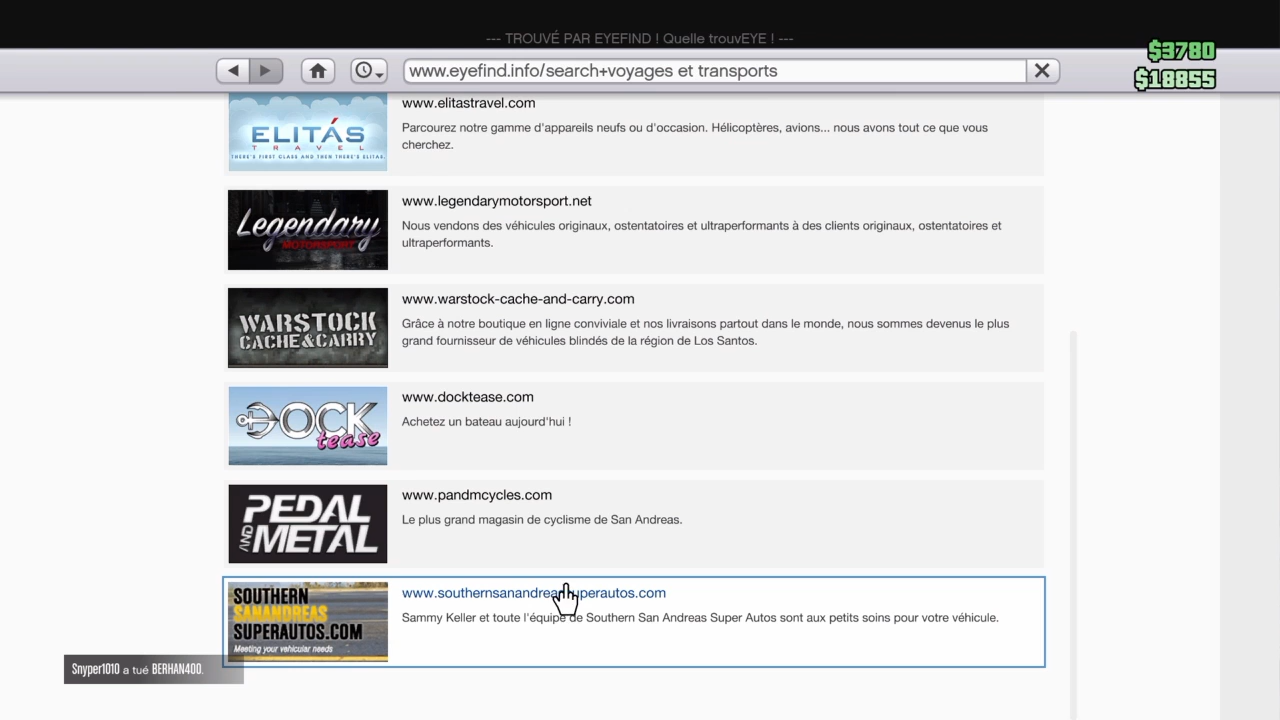 --- TROUVÉ PAR EYEFIND ! Quelle trouvEYE ! ---
$3780
www.eyefind.info/search+voyages et transports
$18855
ELITÁS
TRAVEL
THERE'S FIRST CLASS AND THEN THERE'S ELITAS.
www.elitastravel.com
Parcourez notre gamme d'appareils neufs ou d'occasion. Hélicoptères, avions... nous avons tout ce que vous
cherchez.
Legendary
MOTORSPORT
www.legendarymotorsport.net
Nous vendons des véhicules originaux, ostentatoires et ultraperformants à des clients originaux, ostentatoires et
ultraperformants.
WARSTOCK
CACHE&CARRY
www.warstock-cache-and-carry.com
Grâce à notre boutique en ligne conviviale et nos livraisons partout dans le monde, nous sommes devenus le plus
grand fournisseur de véhicules blindés de la région de Los Santos.
DOCK
tease
www.docktease.com
Achetez un bateau aujourd'hui !
PEDAL
AND METAL
www.pandmcycles.com
Le plus grand magasin de cyclisme de San Andreas.
SOUTHERN
SANANDREAS
SUPERAUTOS.COM
Meeting your vehicular needs
www.southernsanandreassuperautos.com
Sammy Keller et toute l'équipe de Southern San Andreas Super Autos sont aux petits soins pour votre véhicule.
Snyper1010 a tué BERHAN400.